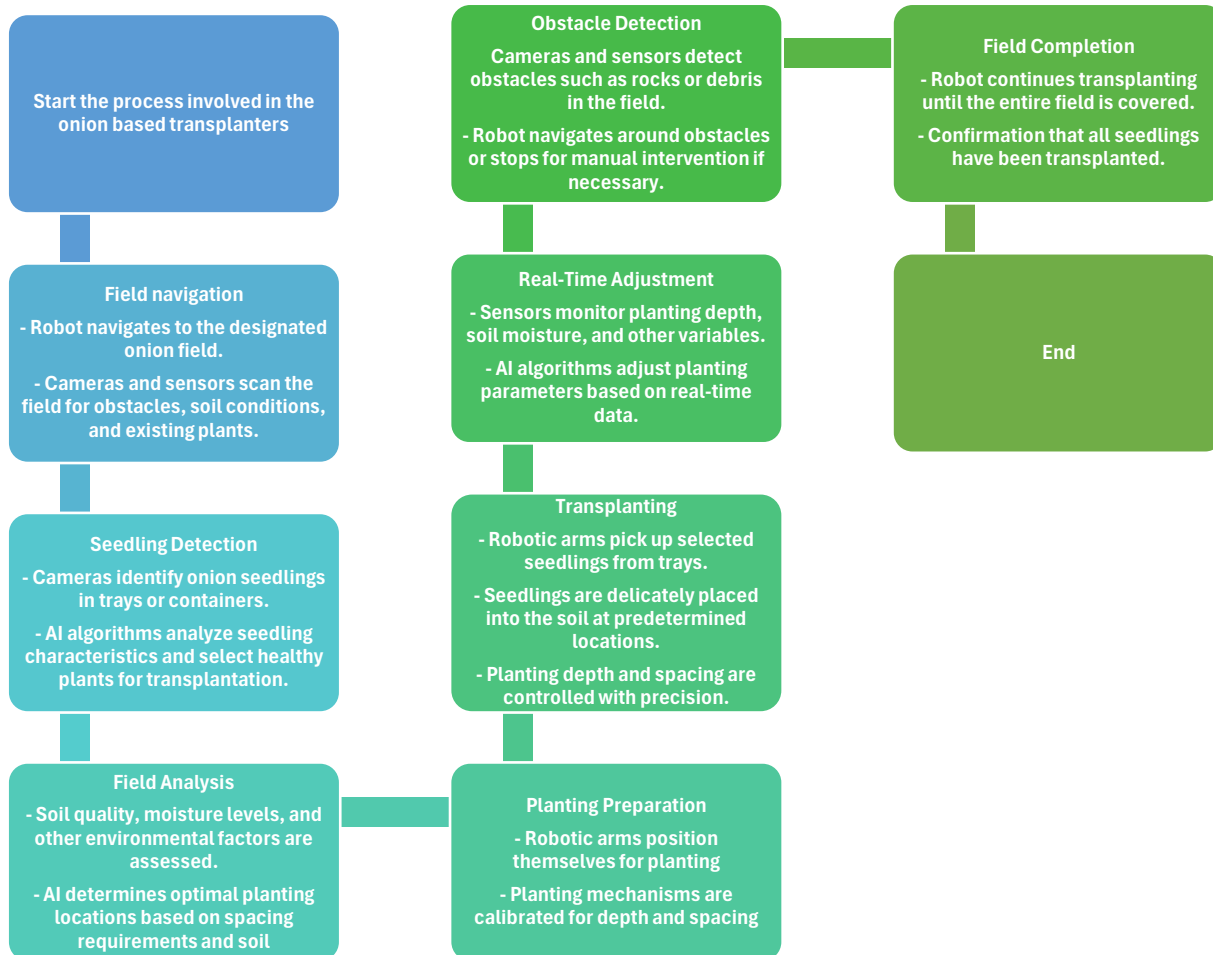 Start the process involved in the
onion based transplanters
Field navigation
- Robot navigates to the designated
onion field.
- Cameras and sensors scan the
field for obstacles, soil conditions,
and existing plants.
Seedling Detection
- Cameras identify onion seedlings
in trays or containers.
- AI algorithms analyze seedling
characteristics and select healthy
plants for transplantation.
Field Analysis
- Soil quality, moisture levels, and
other environmental factors are
assessed.
- AI determines optimal planting
locations based on spacing
requirements and soil
Planting Preparation
- Robotic arms position
themselves for planting
- Planting mechanisms are
calibrated for depth and spacing
Transplanting
- Robotic arms pick up selected
seedlings from trays.
- Seedlings are delicately placed
into the soil at predetermined
locations.
- Planting depth and spacing are
controlled with precision.
Real-Time Adjustment
- Sensors monitor planting depth,
soil moisture, and other variables.
- AI algorithms adjust planting
parameters based on real-time
data.
Obstacle Detection
Cameras and sensors detect
obstacles such as rocks or debris
in the field.
- Robot navigates around obstacles
or stops for manual intervention if
necessary.
Field Completion
- Robot continues transplanting
until the entire field is covered.
- Confirmation that all seedlings
have been transplanted.
End